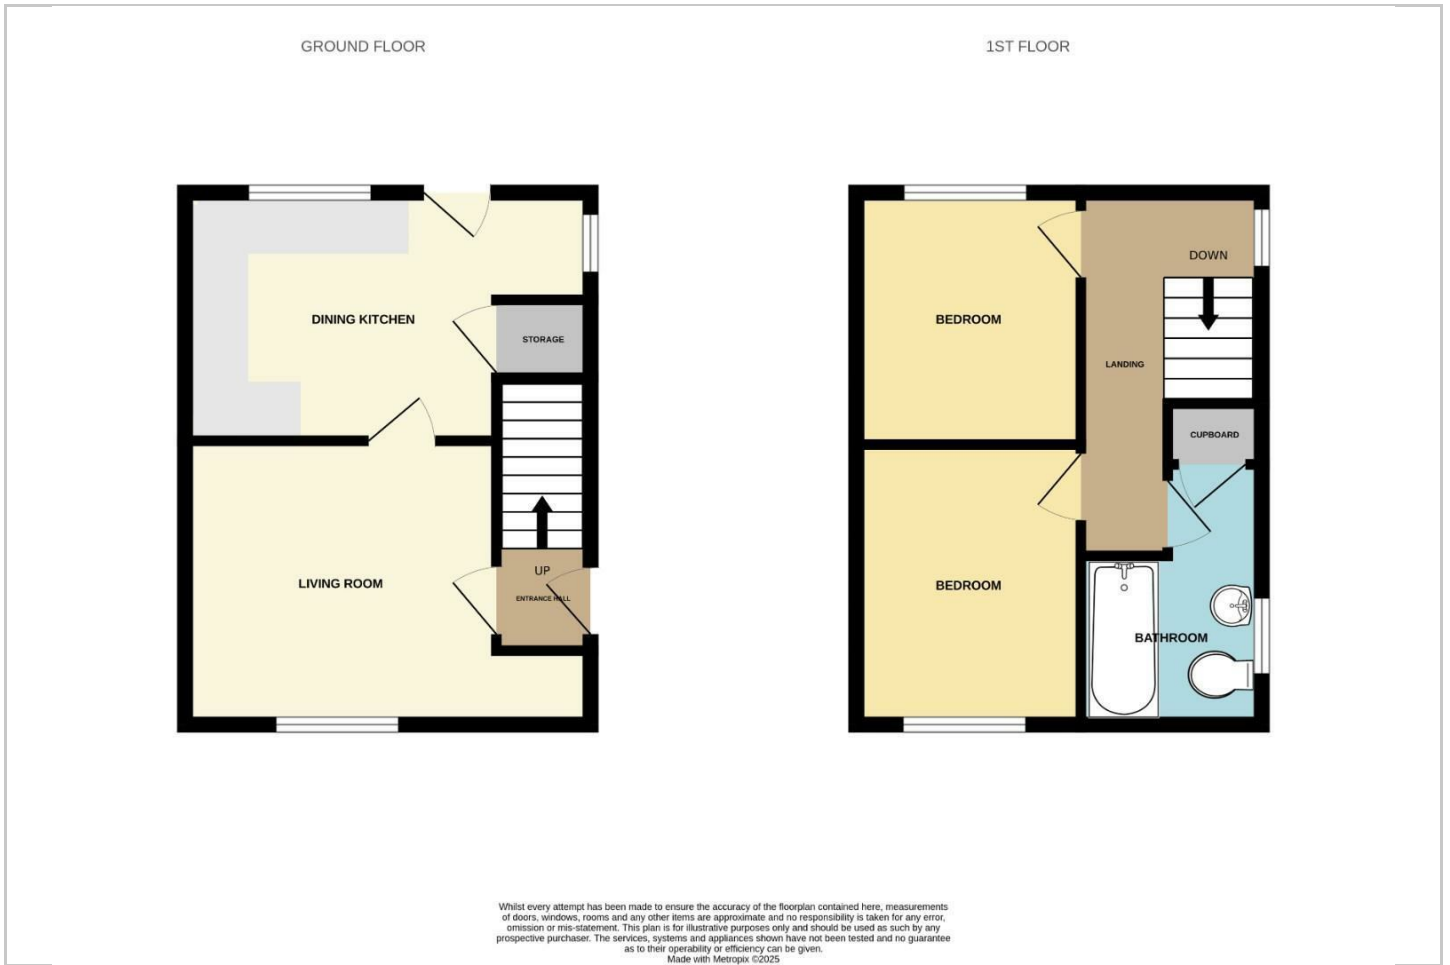 GROUND FLOOR
1ST FLOOR
DINING KITCHEN
STORAGE
LIVING ROOM
UP
ENTRANCE HALL
BEDROOM
DOWN
LANDING
CUPBOARD
BEDROOM
BATHROOM
Whilst every attempt has been made to ensure the accuracy of the floorplan contained here, measurements
of doors, windows, rooms and any other items are approximate and no responsibility is taken for any error,
omission or mis-statement. This plan is for illustrative purposes only and should be used as such by any
prospective purchaser. The services, systems and appliances shown have not been tested and no guarantee
as to their operability or efficiency can be given.
Made with Metropix ©2025